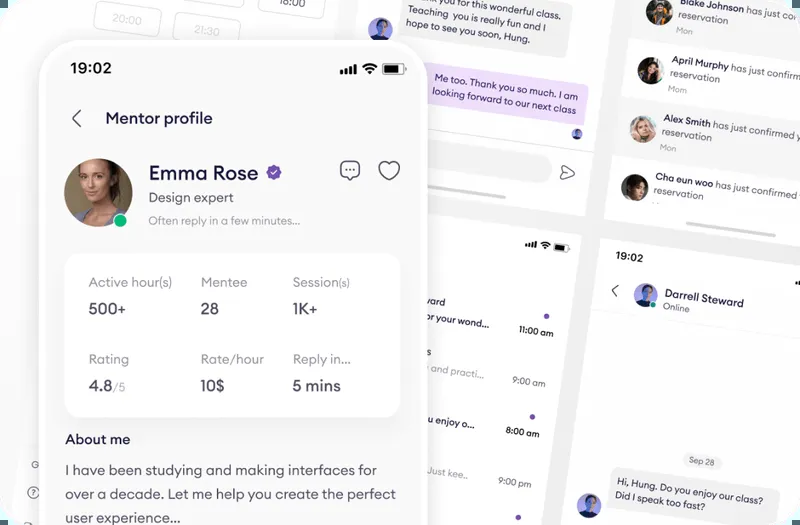 20:00
21:30
18:00
19:02
Mentor profile
Emma Rose
Design expert
Often reply in a few minutes...
Active hour(s)
Mentee
Session(s)
500+
28
1K+
Rating
Rate/hour
Reply in...
4.8/5
10$
5 mins
About me
I have been studying and making interfaces for
over a decade. Let me help you create the perfect
user experience...
you for this wonderful class.
Teaching you is really fun and I
hope to see you soon, Hung.
Me too. Thank you so much. I am
looking forward to our next class
Blake Johnson has just con
reservation
Mon
April Murphy has just confirm
reservation
Mom
Alex Smith has just confirmed y
reservation
Mon
Cha eun woo has just confirmed
reservation
ward
or your wond...
11:00 am
s
and practi...
9:00 am
u enjoy o...
8:00 am
Just kee..
9:00 pm
19:02
Darrell Steward
Online
Sep 28
Hi, Hung. Do you enjoy our class?
Did I speak too fast?